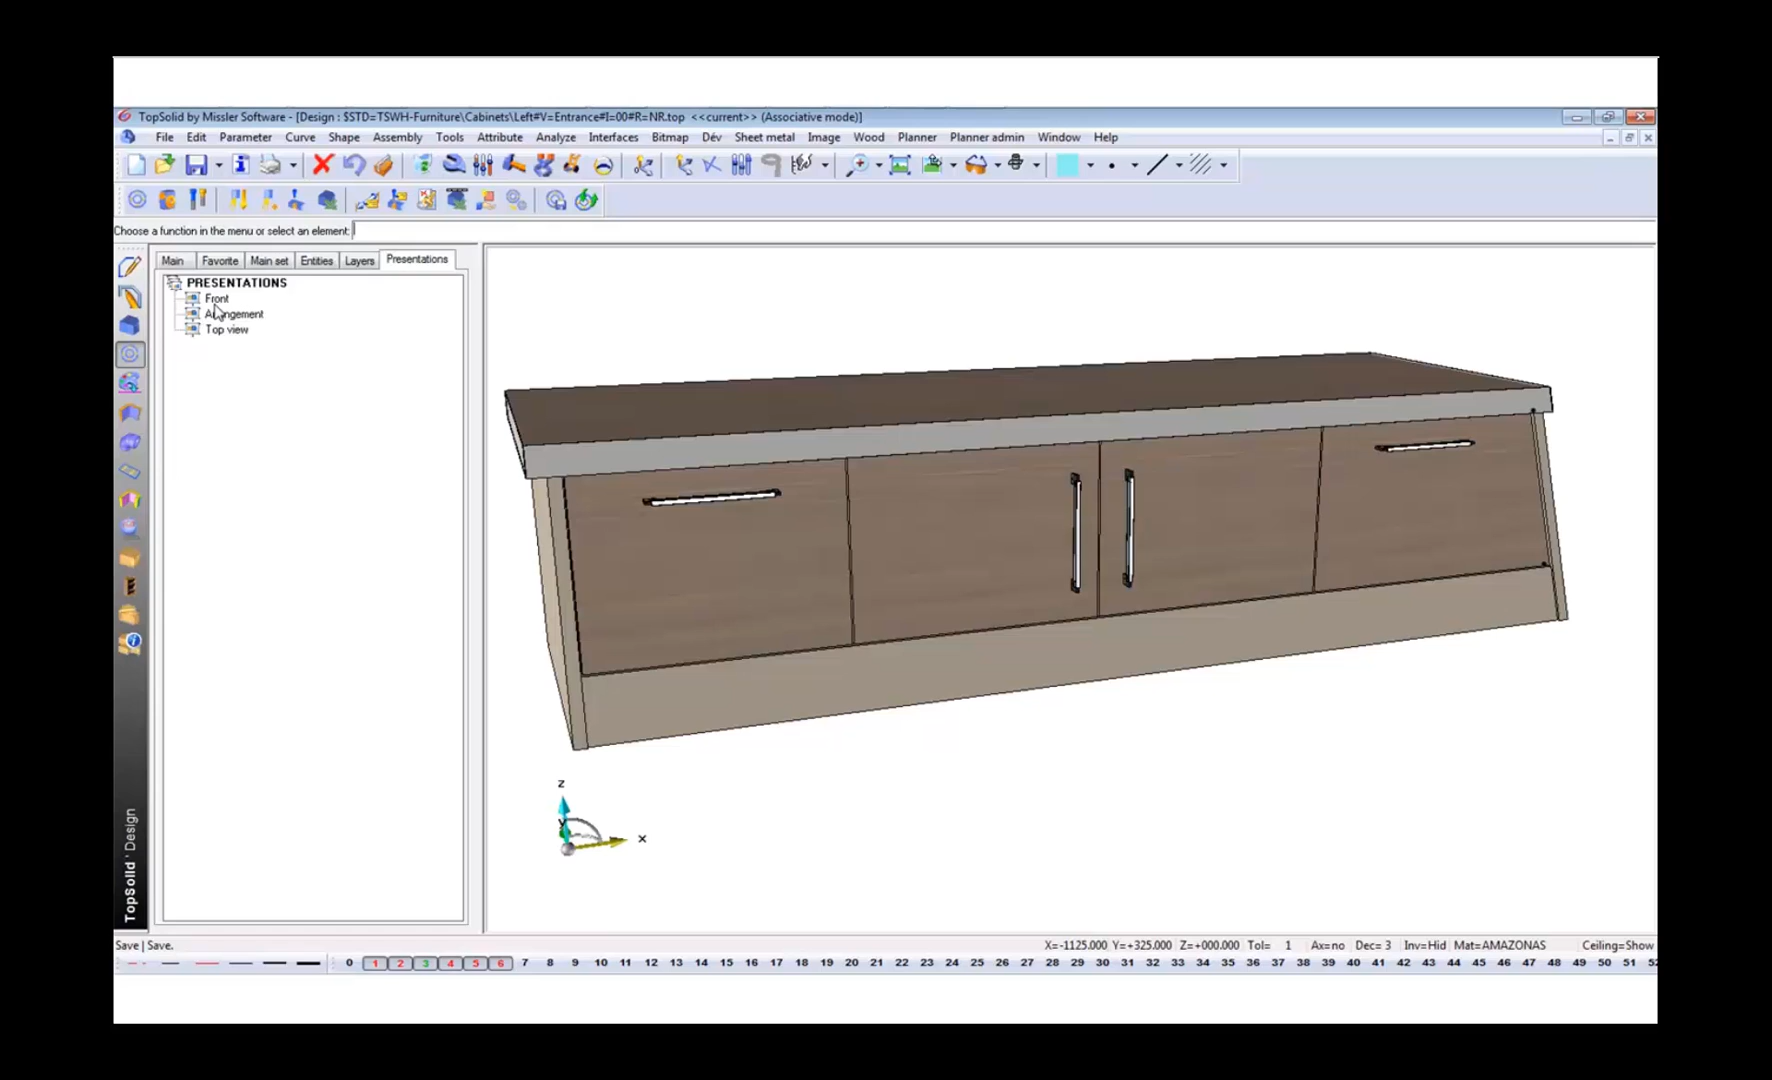 TopSolid by Missler Software - [Design : $STD=TSWH-Furniture\Cabinets\Left#V=Entrance#I=00#R=NR.top <<current>> (Associative mode)]
File Edit Parameter Curve Shape Assembly Tools Attribute Analyze Interfaces Bitmap Dév Sheet metal Image Wood Planner Planner admin Window Help
Choose a function in the menu or select an element:
Main Favorite Main set Entities Layers Presentations
PRESENTATIONS
Front
Arrangement
Top view
z
Y
x
TopSolid ' Design
Save | Save.
X=-1125.000 Y=+325.000 Z=+000.000 Tol= 1 Ax=no Dec= 3 Inv=Hid Mat=AMAZONAS Ceiling=Show
0 1 2 3 4 5 6 7 8 9 10 11 12 13 14 15 16 17 18 19 20 21 22 23 24 25 26 27 28 29 30 31 32 33 34 35 36 37 38 39 40 41 42 43 44 45 46 47 48 49 50 51